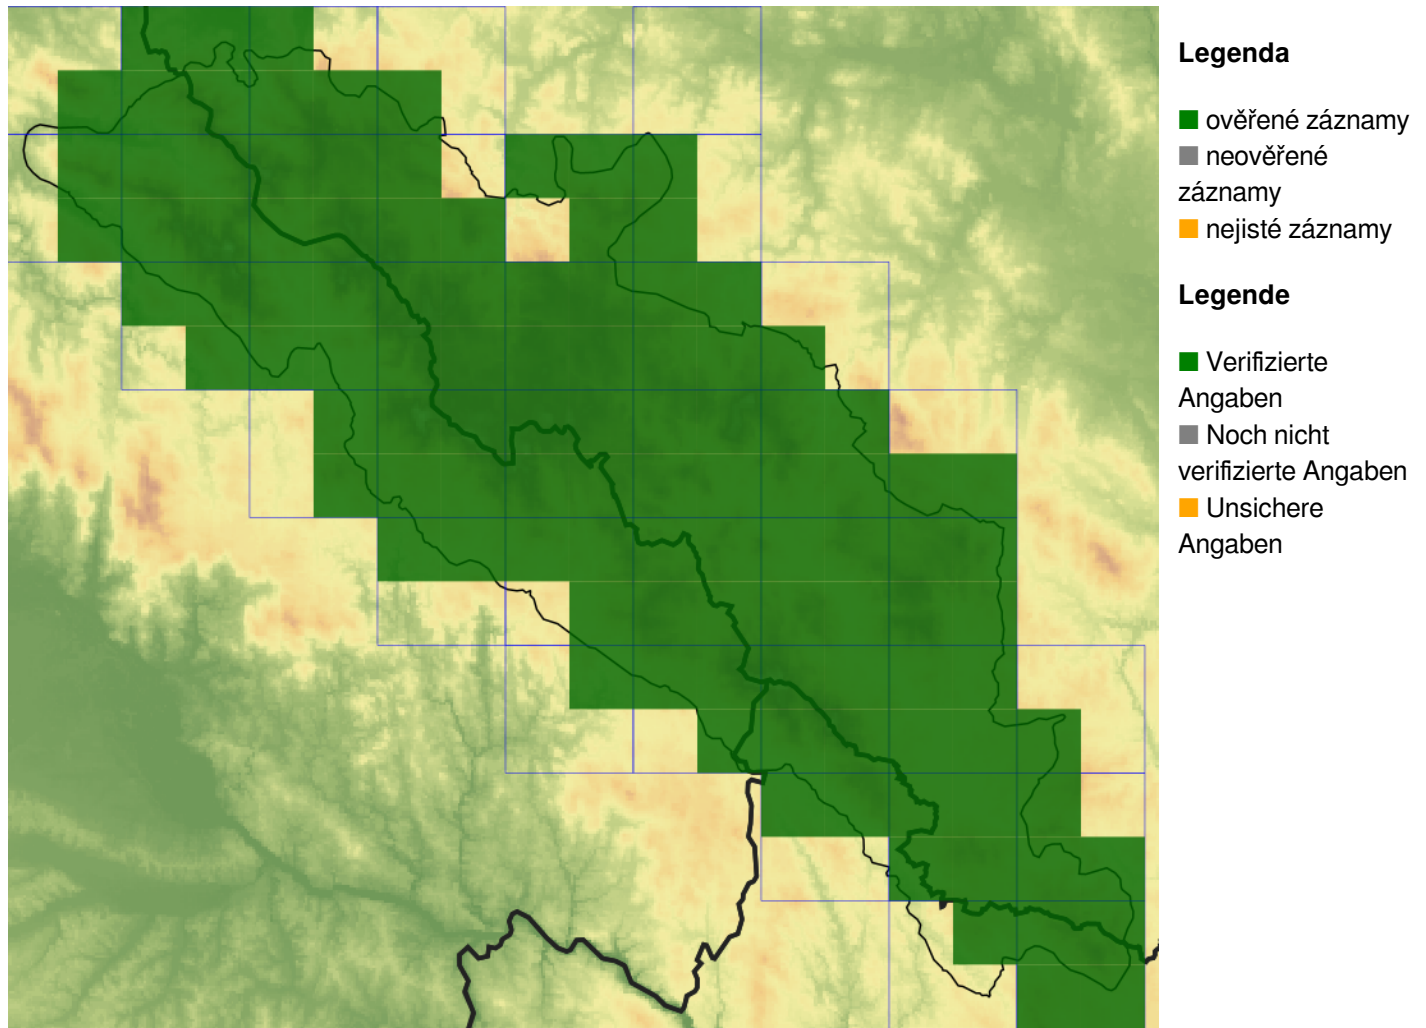 Legenda
ověřené záznamy
neověřené
záznamy
nejisté záznamy
Legende
Verifizierte
Angaben
Noch nicht
verifizierte Angaben
Unsichere
Angaben